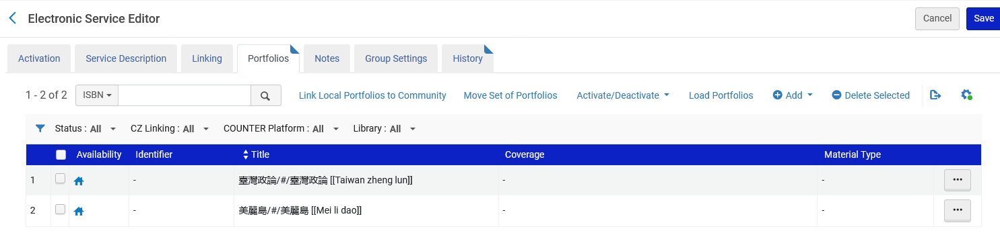 Electronic Service Editor
Cancel
Save
Activation
Service Description
Linking
Portfolios
Notes
Group Settings
History
1 - 2 of 2
ISBN
Link Local Portfolios to Community
Move Set of Portfolios
Activate/Deactivate
Load Portfolios
Add
Delete Selected
Status : All
CZ Linking : All
COUNTER Platform : All
Library : All
Availability
Identifier
Title
Coverage
Material Type
1 - 臺灣政論/#/臺灣政論 [[Taiwan zheng lun]] - - ...
2 - 美麗島/#/美麗島 [[Mei li dao]] - - ...